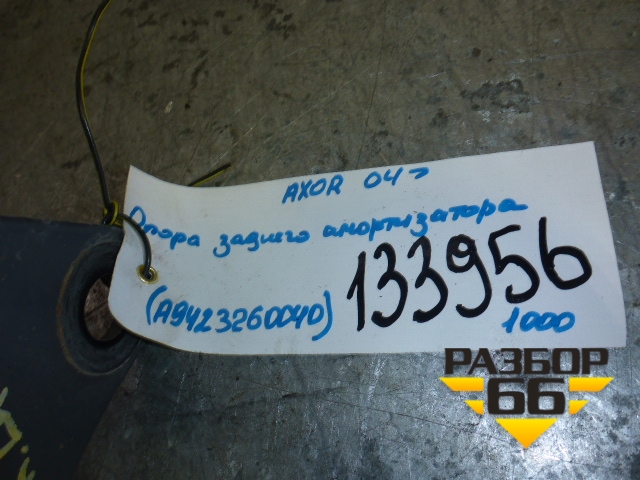 AXOR 04>
Опора заднего амортизатора
(A9423260040)
133956
1000
РАЗБОР
66